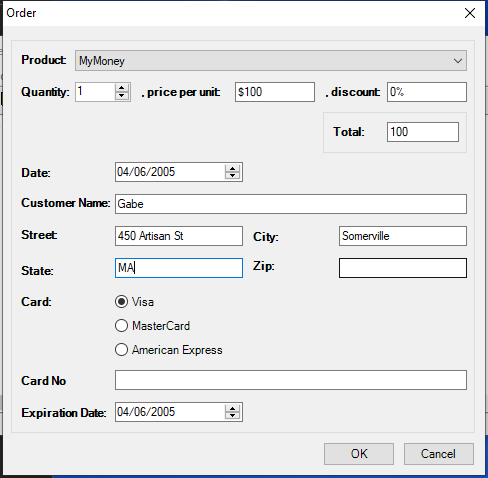 Order
Product: MyMoney
Quantity: 1 , price per unit: $100 , discount: 0%
Total: 100
Date: 04/06/2005
Customer Name: Gabe
Street: 450 Artisan St City: Somerville
State: MA Zip:
Card: Visa
MasterCard
American Express
Card No
Expiration Date: 04/06/2005
OK Cancel